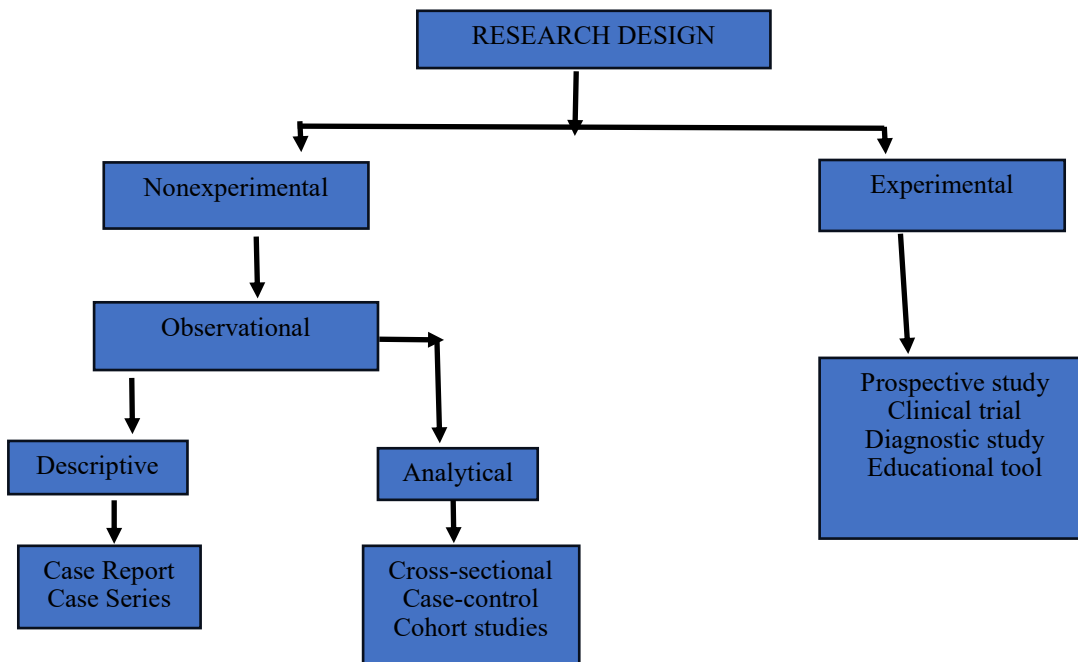 RESEARCH DESIGN
Nonexperimental
Experimental
Observational
Prospective study
Clinical trial
Diagnostic study
Educational tool
Descriptive
Analytical
Case Report
Case Series
Cross-sectional
Case-control
Cohort studies